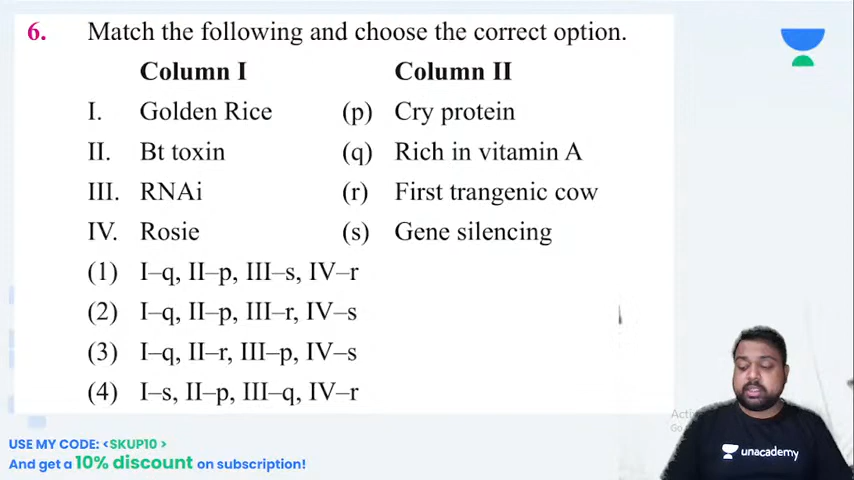 6. Match the following and choose the correct option.
Column I Column II
I. Golden Rice (p) Cry protein
II. Bt toxin (q) Rich in vitamin A
III. RNAi (r) First trangenic cow
IV. Rosie (s) Gene silencing
(1) I–q, II–p, III–s, IV–r
(2) I–q, II–p, III–r, IV–s
(3) I–q, II–r, III–p, IV–s
(4) I–s, II–p, III–q, IV–r
USE MY CODE: <SKUP10 >
And get a 10% discount on subscription!
unacademy